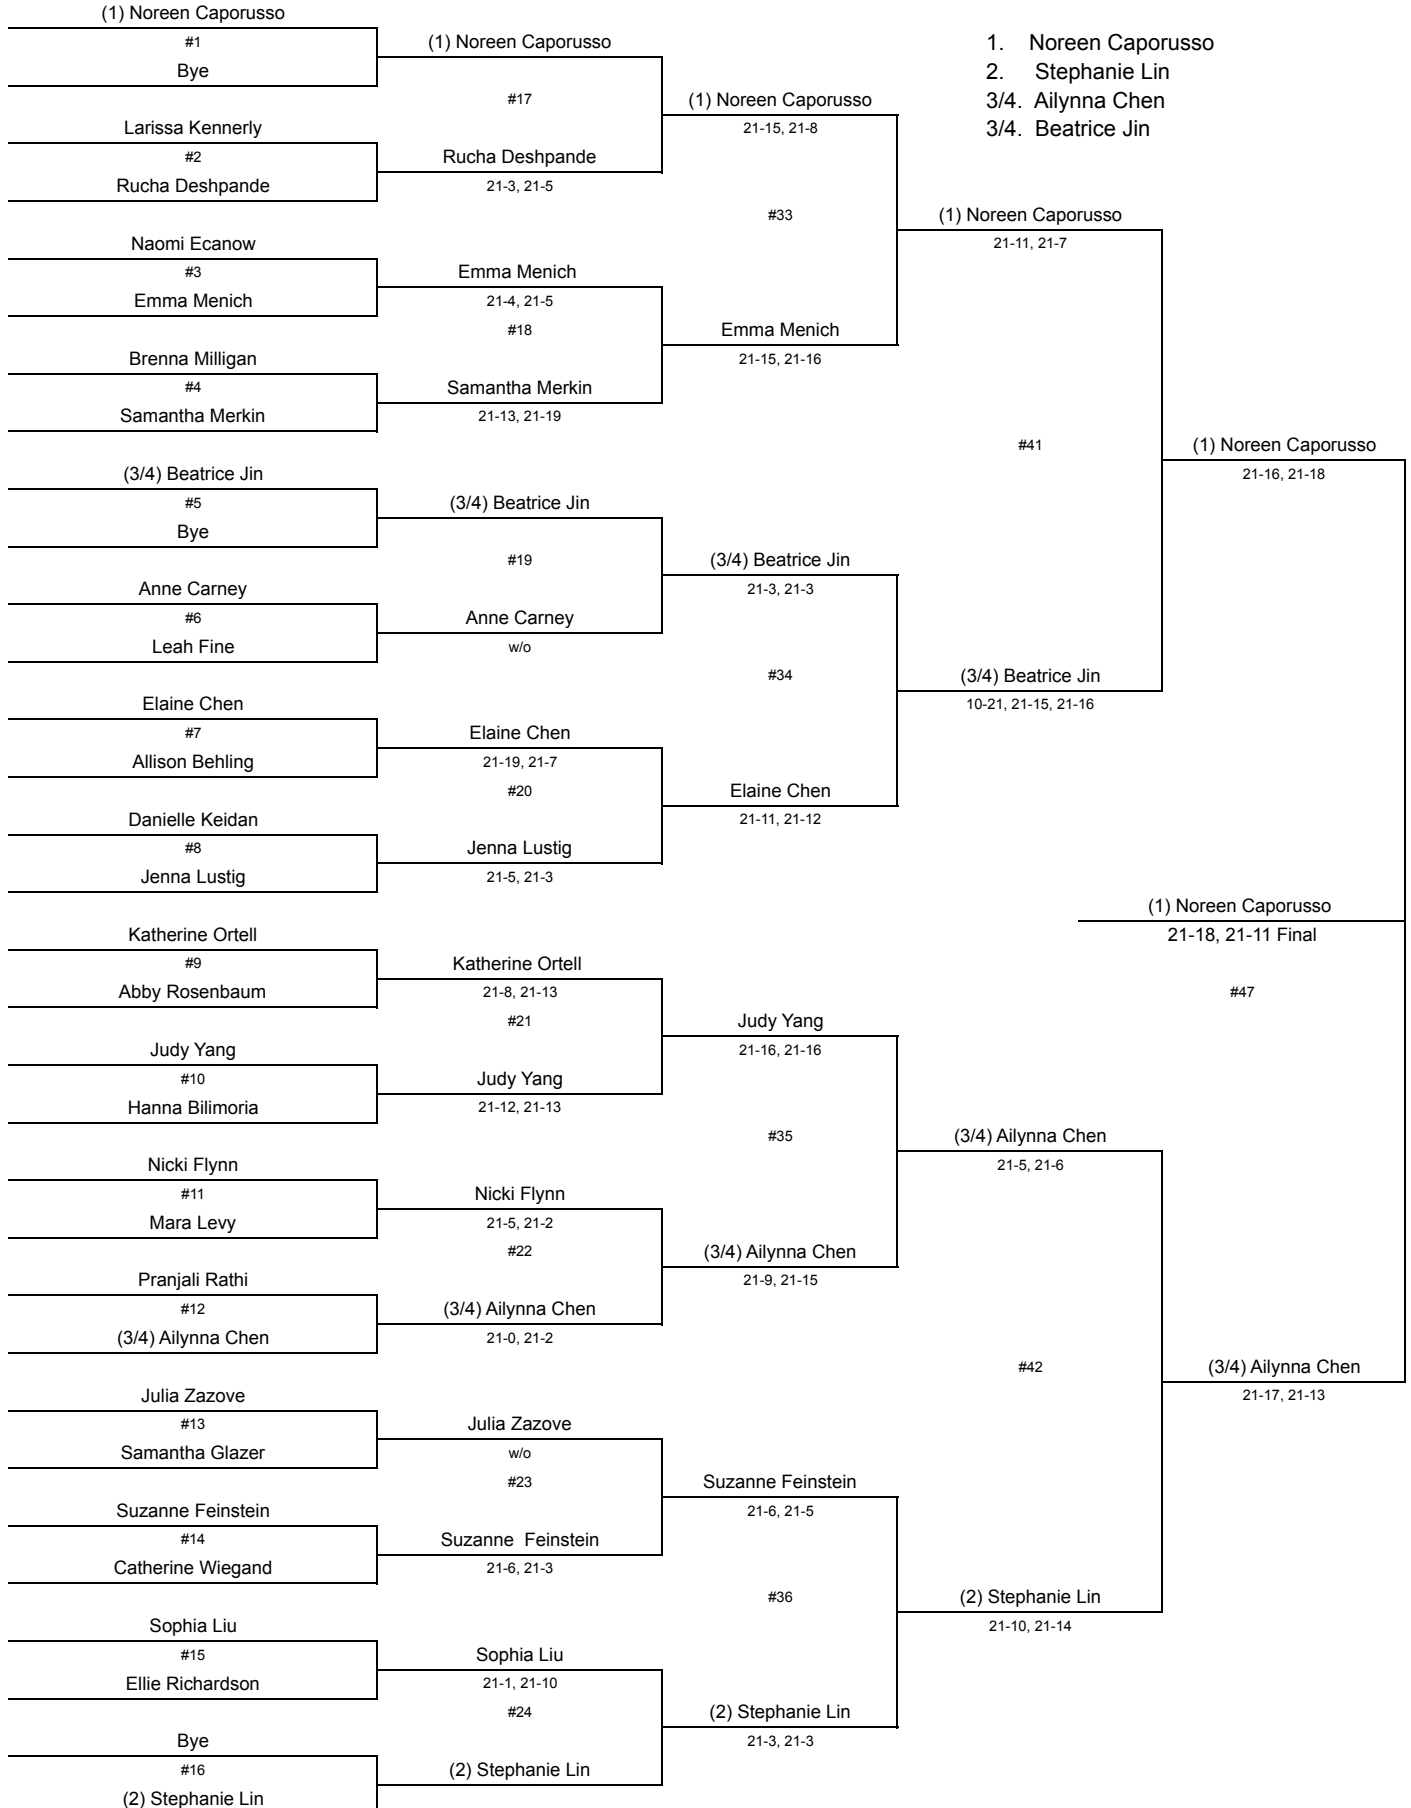 (1) Noreen Caporusso
#1
Bye
Larissa Kennerly
#2
Rucha Deshpande
Naomi Ecanow
#3
Emma Menich
Brenna Milligan
#4
Samantha Merkin
(3/4) Beatrice Jin
#5
Bye
Anne Carney
#6
Leah Fine
Elaine Chen
#7
Allison Behling
Danielle Keidan
#8
Jenna Lustig
Katherine Ortell
#9
Abby Rosenbaum
Judy Yang
#10
Hanna Bilimoria
Nicki Flynn
#11
Mara Levy
Pranjali Rathi
#12
(3/4) Ailynna Chen
Julia Zazove
#13
Samantha Glazer
Suzanne Feinstein
#14
Catherine Wiegand
Sophia Liu
#15
Ellie Richardson
Bye
#16
(2) Stephanie Lin
(1) Noreen Caporusso
#17
Rucha Deshpande
21-3, 21-5
Emma Menich
21-4, 21-5
#18
Samantha Merkin
21-13, 21-19
(3/4) Beatrice Jin
#19
Anne Carney
w/o
Elaine Chen
21-19, 21-7
#20
Jenna Lustig
21-5, 21-3
Katherine Ortell
21-8, 21-13
#21
Judy Yang
21-12, 21-13
Nicki Flynn
21-5, 21-2
#22
(3/4) Ailynna Chen
21-0, 21-2
Julia Zazove
w/o
#23
Suzanne  Feinstein
21-6, 21-3
Sophia Liu
21-1, 21-10
#24
(2) Stephanie Lin
(1) Noreen Caporusso
21-15, 21-8
#33
Emma Menich
21-15, 21-16
(3/4) Beatrice Jin
21-3, 21-3
#34
Elaine Chen
21-11, 21-12
Judy Yang
21-16, 21-16
#35
(3/4) Ailynna Chen
21-9, 21-15
Suzanne Feinstein
21-6, 21-5
#36
(2) Stephanie Lin
21-3, 21-3
1. Noreen Caporusso
2. Stephanie Lin
3/4. Ailynna Chen
3/4. Beatrice Jin
(1) Noreen Caporusso
21-11, 21-7
#41
(3/4) Beatrice Jin
10-21, 21-15, 21-16
(3/4) Ailynna Chen
21-5, 21-6
#42
(2) Stephanie Lin
21-10, 21-14
(1) Noreen Caporusso
21-16, 21-18
(1) Noreen Caporusso
21-18, 21-11 Final
#47
(3/4) Ailynna Chen
21-17, 21-13